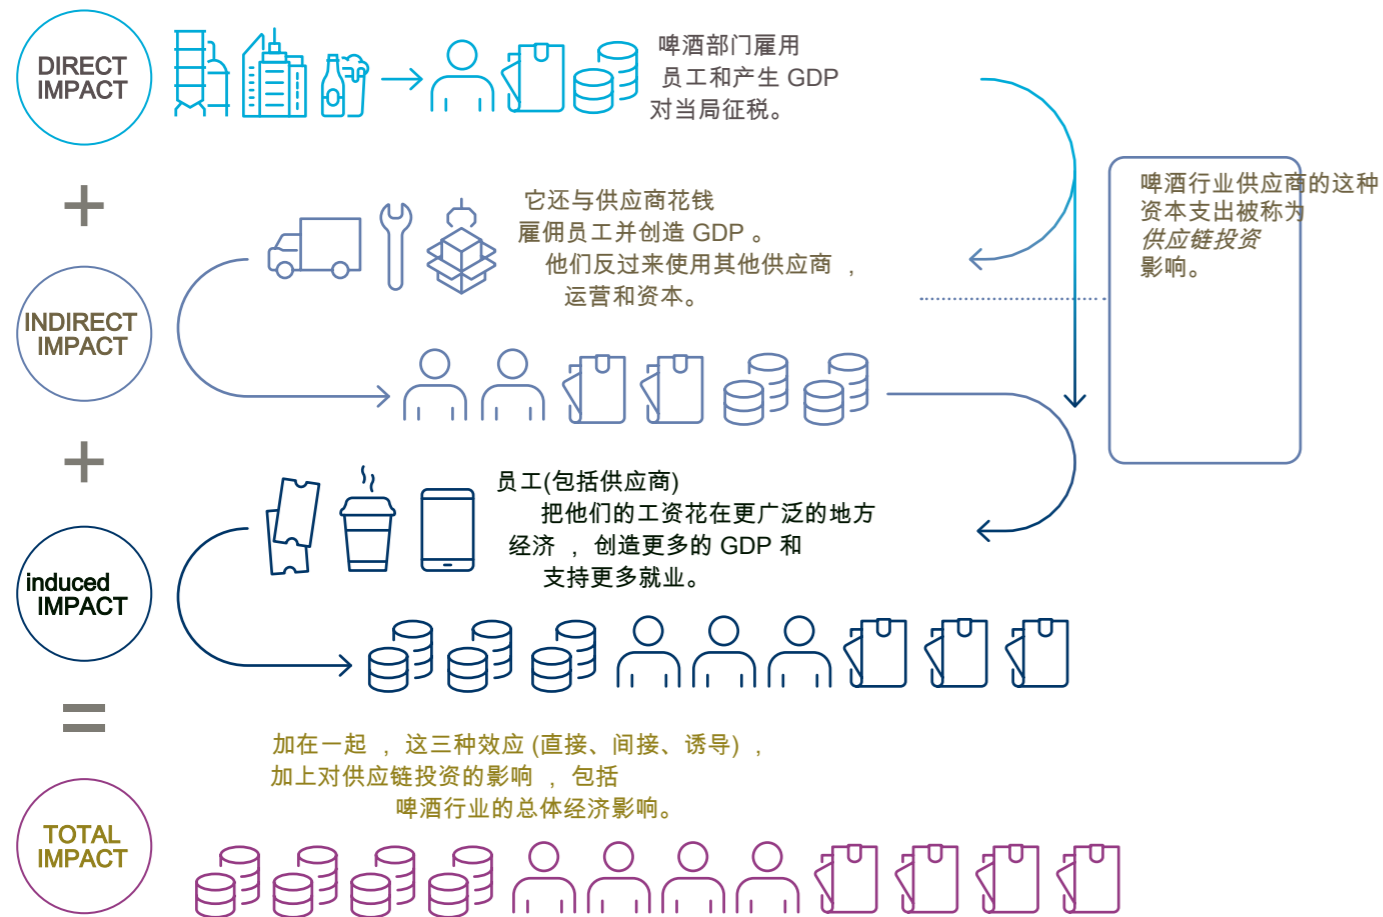 DIRECT
IMPACT
啤酒部门雇用
员工和产生 GDP
对当局征税。
+
它还与供应商花钱
雇佣员工并创造 GDP 。
他们反过来使用其他供应商 ，
运营和资本。
啤酒行业供应商的这种
资本支出被称为
供应链投资
影响。
INDIRECT
IMPACT
+
员工(包括供应商)
把他们的工资花在更广泛的地方
经济 ，创造更多的 GDP 和
支持更多就业。
induced
IMPACT
=
加在一起 ，这三种效应 (直接、间接、诱导) ，
加上对供应链投资的影响 ，包括
啤酒行业的总体经济影响。
TOTAL
IMPACT